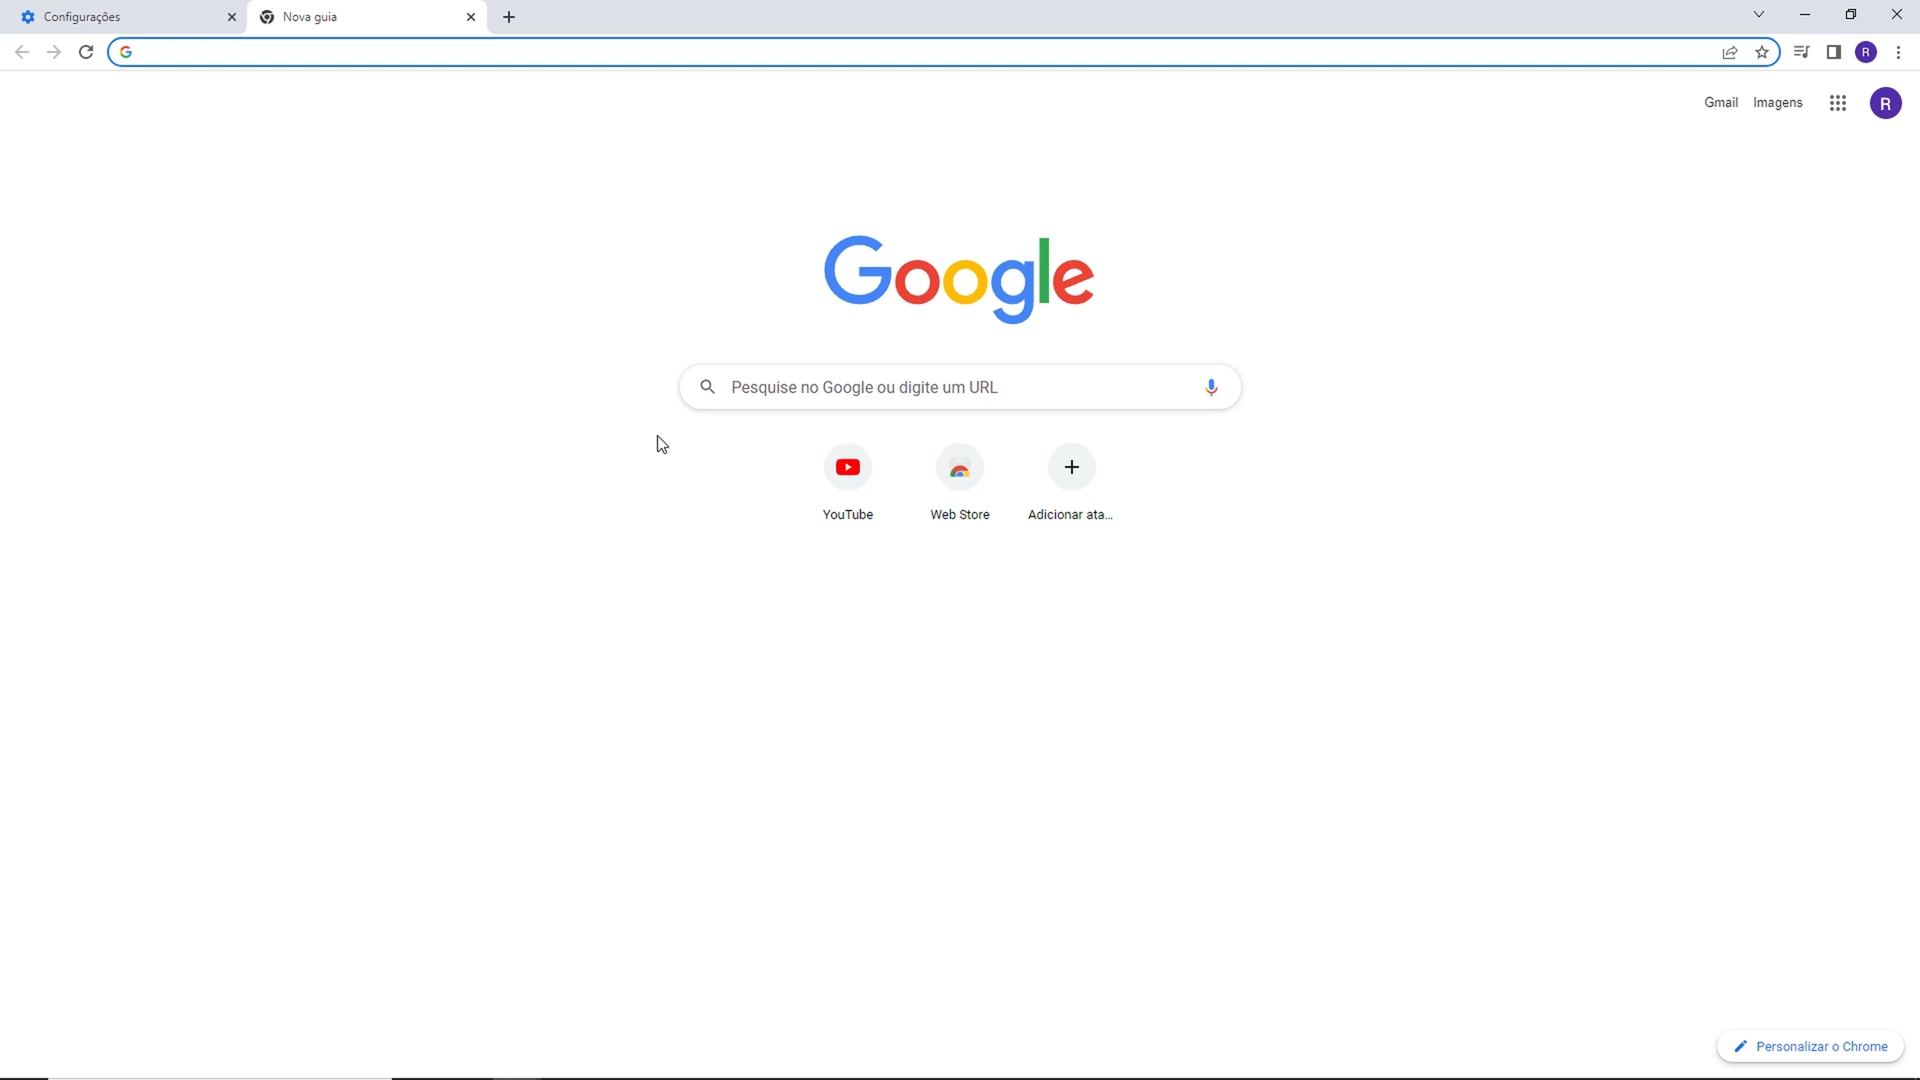 Configurações
Nova guia
R
Gmail
Imagens
R
Google
Pesquise no Google ou digite um URL
YouTube
Web Store
Adicionar ata...
Personalizar o Chrome